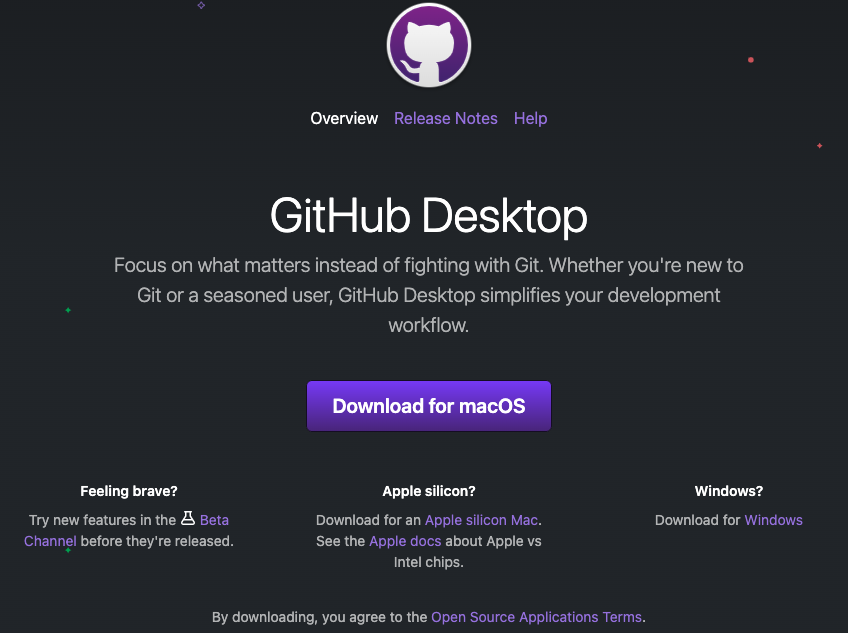 Overview Release Notes Help
GitHub Desktop
Focus on what matters instead of fighting with Git. Whether you're new to
Git or a seasoned user, GitHub Desktop simplifies your development
workflow.
Download for macOS
Feeling brave?
Try new features in the Beta
Channel before they're released.
Apple silicon?
Download for an Apple silicon Mac.
See the Apple docs about Apple vs
Intel chips.
Windows?
Download for Windows
By downloading, you agree to the Open Source Applications Terms.